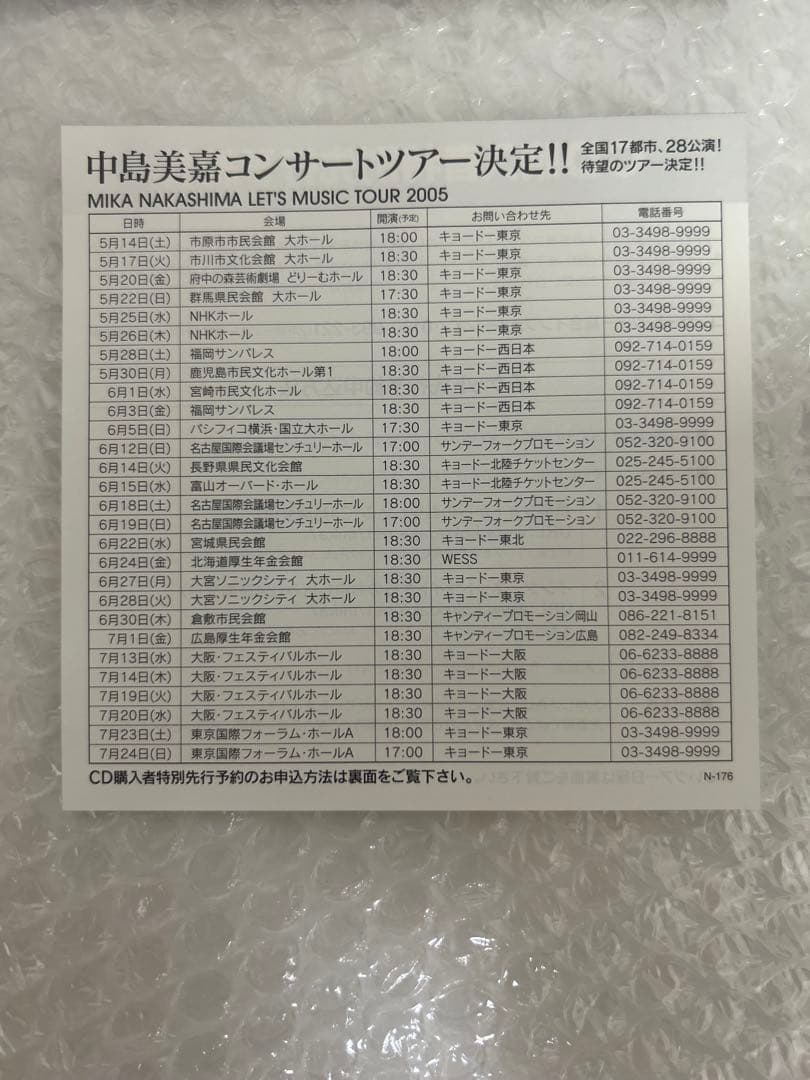 中島美嘉コンサートツアー決定!! 全国17都市、28公演!
待望のツアー決定!!
MIKA NAKASHIMA LET'S MUSIC TOUR 2005
日時 会場 開演(予定) お問い合わせ先 電話番号
5月14日(土) 市原市市民会館 大ホール 18:00 キョードー東京 03-3498-9999
5月17日(火) 市川市文化会館 大ホール 18:30 キョードー東京 03-3498-9999
5月20日(金) 府中の森芸術劇場 どりーむホール 18:30 キョードー東京 03-3498-9999
5月22日(日) 群馬県民会館 大ホール 17:30 キョードー東京 03-3498-9999
5月25日(水) NHKホール 18:30 キョードー東京 03-3498-9999
5月26日(木) NHKホール 18:30 キョードー東京 03-3498-9999
5月28日(土) 福岡サンパレス 18:00 キョードー西日本 092-714-0159
5月30日(月) 鹿児島市民文化ホール第1 18:30 キョードー西日本 092-714-0159
6月1日(水) 宮崎市民文化ホール 18:30 キョードー西日本 092-714-0159
6月3日(金) 福岡サンパレス 18:30 キョードー西日本 092-714-0159
6月5日(日) パシフィコ横浜・国立大ホール 17:30 キョードー東京 03-3498-9999
6月12日(日) 名古屋国際会議場センチュリーホール 17:00 サンデーフォークプロモーション 052-320-9100
6月14日(火) 長野県県民文化会館 18:30 キョードー北陸チケットセンター 025-245-5100
6月15日(水) 富山オーバード・ホール 18:30 キョードー北陸チケットセンター 025-245-5100
6月18日(土) 名古屋国際会議場センチュリーホール 18:00 サンデーフォークプロモーション 052-320-9100
6月19日(日) 名古屋国際会議場センチュリーホール 17:00 サンデーフォークプロモーション 052-320-9100
6月22日(水) 宮城県民会館 18:30 キョードー東北 022-296-8888
6月24日(金) 北海道厚生年金会館 18:30 WESS 011-614-9999
6月27日(月) 大宮ソニックシティ 大ホール 18:30 キョードー東京 03-3498-9999
6月28日(火) 大宮ソニックシティ 大ホール 18:30 キョードー東京 03-3498-9999
6月30日(木) 倉敷市民会館 18:30 キャンディープロモーション岡山 086-221-8151
7月1日(金) 広島厚生年金会館 18:30 キャンディープロモーション広島 082-249-8334
7月13日(水) 大阪・フェスティバルホール 18:30 キョードー大阪 06-6233-8888
7月14日(木) 大阪・フェスティバルホール 18:30 キョードー大阪 06-6233-8888
7月19日(火) 大阪・フェスティバルホール 18:30 キョードー大阪 06-6233-8888
7月20日(水) 大阪・フェスティバルホール 18:30 キョードー大阪 06-6233-8888
7月23日(土) 東京国際フォーラム・ホールA 18:00 キョードー東京 03-3498-9999
7月24日(日) 東京国際フォーラム・ホールA 17:00 キョードー東京 03-3498-9999
CD購入者特別先行予約のお申込方法は裏面をご覧下さい。 N-176